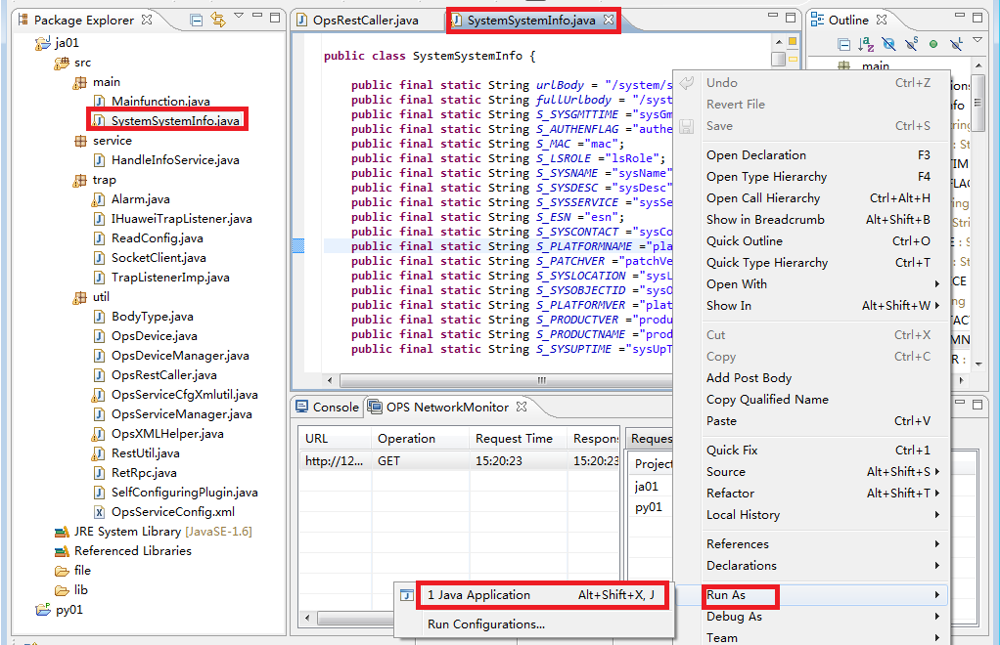 Package Explorer
ja01
src
main
Mainfunction.java
SystemSystemInfo.java
service
HandleInfoService.java
trap
Alarm.java
IHuaweiTrapListener.java
ReadConfig.java
SocketClient.java
TrapListenerImp.java
util
BodyType.java
OpsDevice.java
OpsDeviceManager.java
OpsRestCaller.java
OpsServiceCfgXmlutil.java
OpsServiceManager.java
OpsXMLHelper.java
RestUtil.java
RetRpc.java
SelfConfiguringPlugin.java
OpsServiceConfig.xml
JRE System Library [JavaSE-1.6]
Referenced Libraries
file
lib
py01
OpsRestCaller.java
SystemSystemInfo.java
public class SystemSystemInfo {
public final static String urlBody = "/system/s
public final static String fullUrlbody = "/syst
public final static String S_SYSGMTTIME ="sysGm
public final static String S_AUTHENFLAG ="authe
public final static String S_MAC ="mac";
public final static String S_LSROLE ="lsRole";
public final static String S_SYSNAME ="sysName"
public final static String S_SYSDESC ="sysDesc"
public final static String S_SYSSERVICE ="sysSe
public final static String S_ESN ="esn";
public final static String S_SYSCONTACT ="sysCo
public final static String S_PLATFORMNAME ="pla
public final static String S_PATCHVER ="patchVe
public final static String S_SYSLOCATION ="sysL
public final static String S_SYSOBJECTID ="sysO
public final static String S_PLATFORMVER ="plat
public final static String S_PRODUCTVER ="produ
public final static String S_PRODUCTNAME ="prod
public final static String S_SYSUPTIME ="sysUpT
Outline
main
Undo Ctrl+Z
Revert File
Save Ctrl+S
Open Declaration F3
Open Type Hierarchy F4
Open Call Hierarchy Ctrl+Alt+H
Show in Breadcrumb Alt+Shift+B
Quick Outline Ctrl+O
Quick Type Hierarchy Ctrl+T
Open With
Show In Alt+Shift+W
Cut Ctrl+X
Copy Ctrl+C
Add Post Body
Copy Qualified Name
Paste Ctrl+V
Quick Fix Ctrl+1
Source Alt+Shift+S
Refactor Alt+Shift+T
Local History
References
Declarations
Run As
Debug As
Team
Console
OPS NetworkMonitor
URL Operation Request Time Respon
http://12... GET 15:20:23 15:20:23
Reques
Project
ja01
py01
1 Java Application Alt+Shift+X, J
Run Configurations...